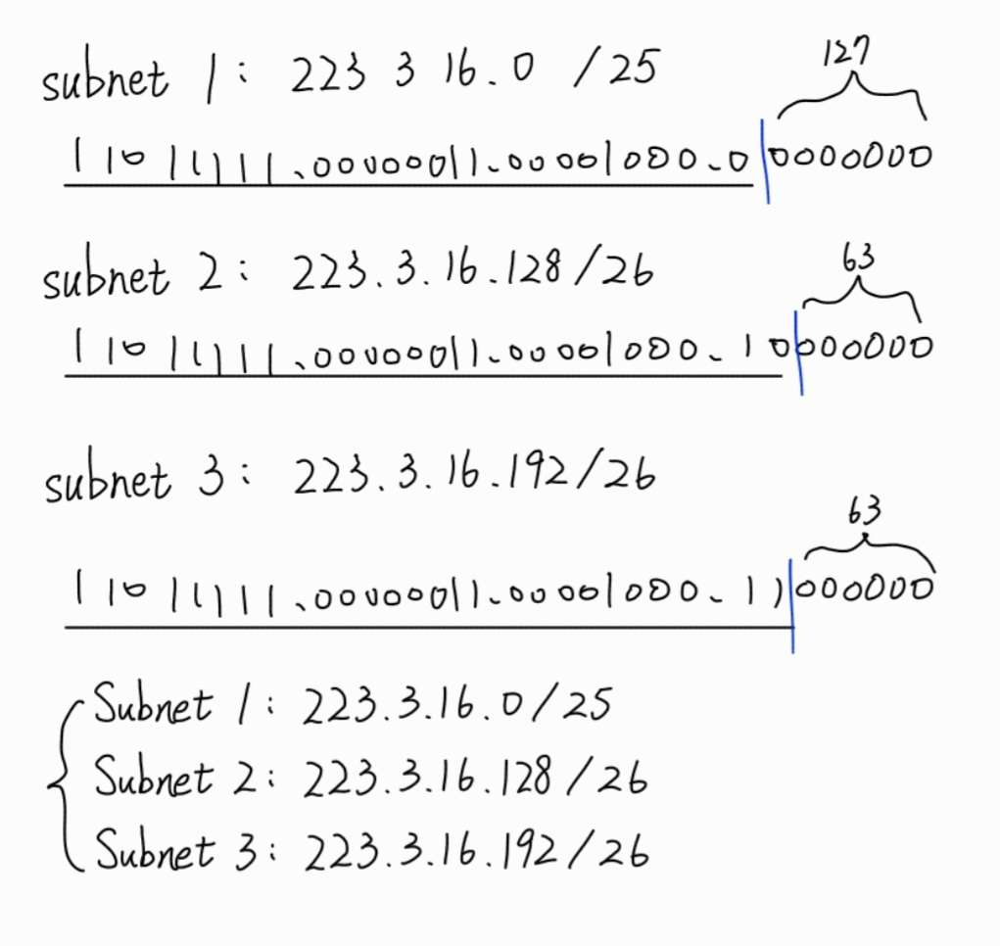 subnet 1: 223 3 16.0 /25
127
11011111.00000011.00001000.0|0000000
subnet 2: 223.3.16.128/26
63
11011111.00000011.00001000.10|000000
subnet 3: 223.3.16.192/26
63
11011111.00000011.00001000.11|000000
Subnet 1: 223.3.16.0/25
Subnet 2: 223.3.16.128/26
Subnet 3: 223.3.16.192/26